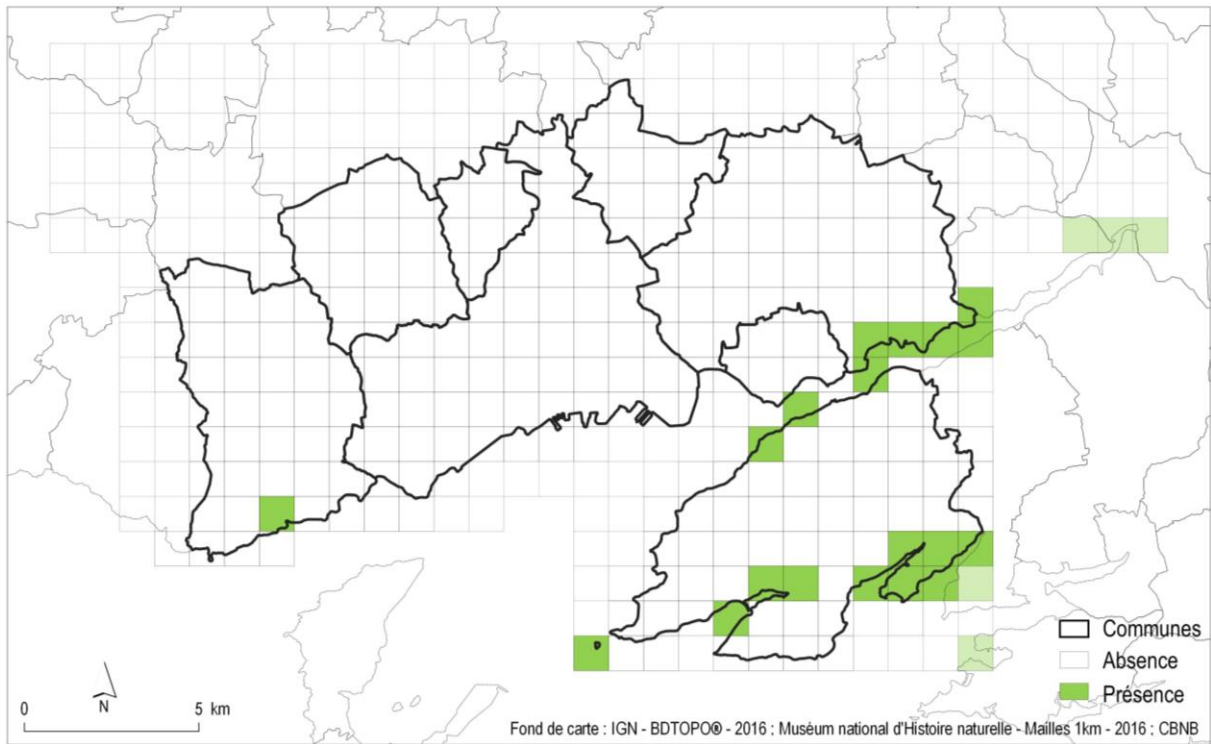 Communes
Absence
Présence
N
0 5 km
Fond de carte : IGN - BDTOPO® - 2016 ; Muséum national d'Histoire naturelle - Mailles 1km - 2016 ; CBNB